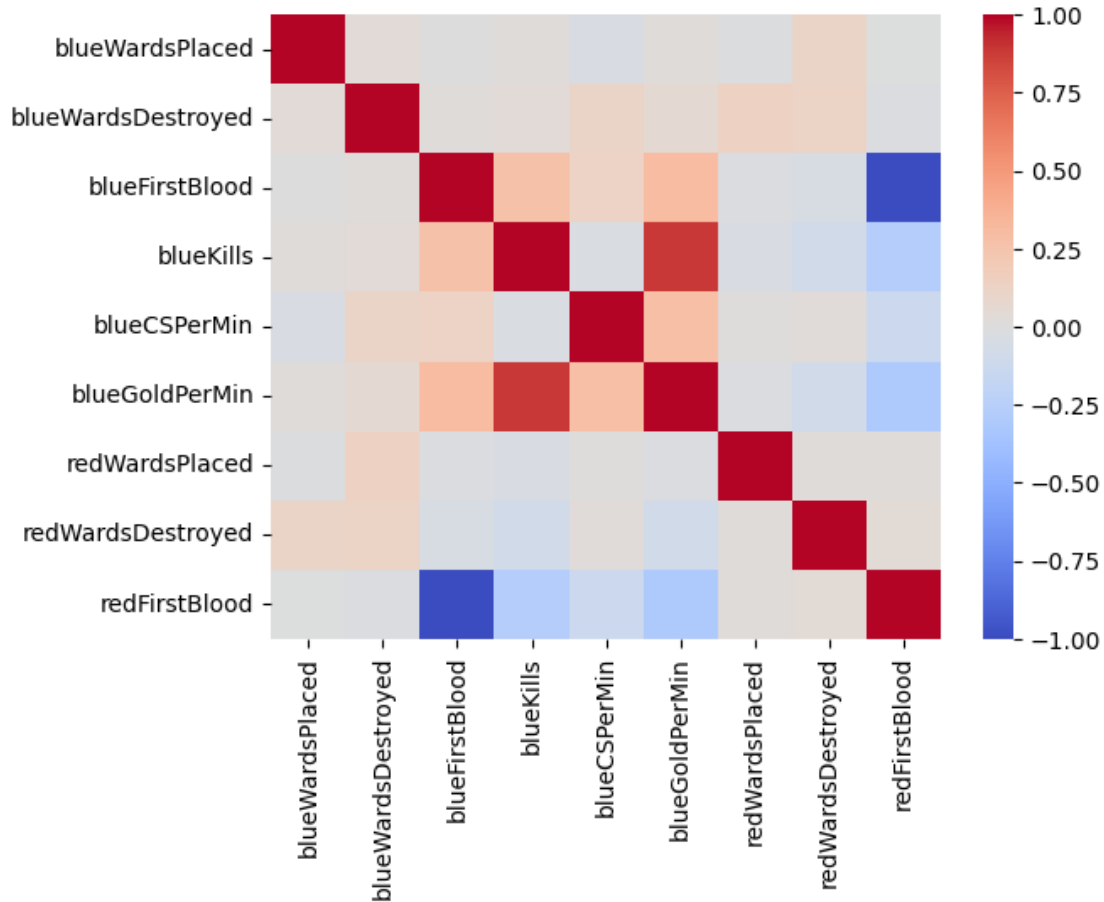 blueWardsPlaced
blueWardsDestroyed
blueFirstBlood
blueKills
blueCSPerMin
blueGoldPerMin
redWardsPlaced
redWardsDestroyed
redFirstBlood
1.00
0.75
0.50
0.25
0.00
−0.25
−0.50
−0.75
−1.00
blueWardsPlaced
blueWardsDestroyed
blueFirstBlood
blueKills
blueCSPerMin
blueGoldPerMin
redWardsPlaced
redWardsDestroyed
redFirstBlood